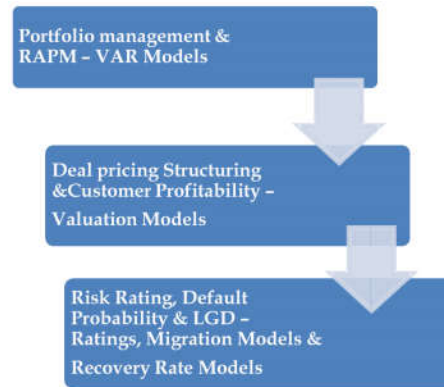 Portfolio management &
RAPM – VAR Models
Deal pricing Structuring
&Customer Profitability –
Valuation Models
Risk Rating, Default
Probability & LGD –
Ratings, Migration Models &
Recovery Rate Models